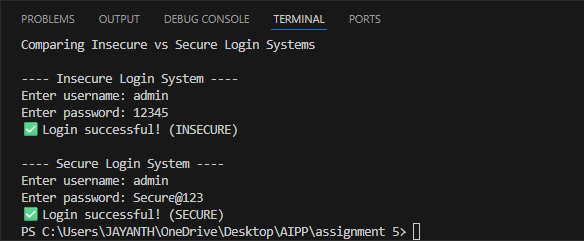 PROBLEMS OUTPUT DEBUG CONSOLE TERMINAL PORTS
Comparing Insecure vs Secure Login Systems
---- Insecure Login System ----
Enter username: admin
Enter password: 12345
✅ Login successful! (INSECURE)
---- Secure Login System ----
Enter username: admin
Enter password: Secure@123
✅ Login successful! (SECURE)
PS C:\Users\JAYANTH\OneDrive\Desktop\AIPP\assignment 5>